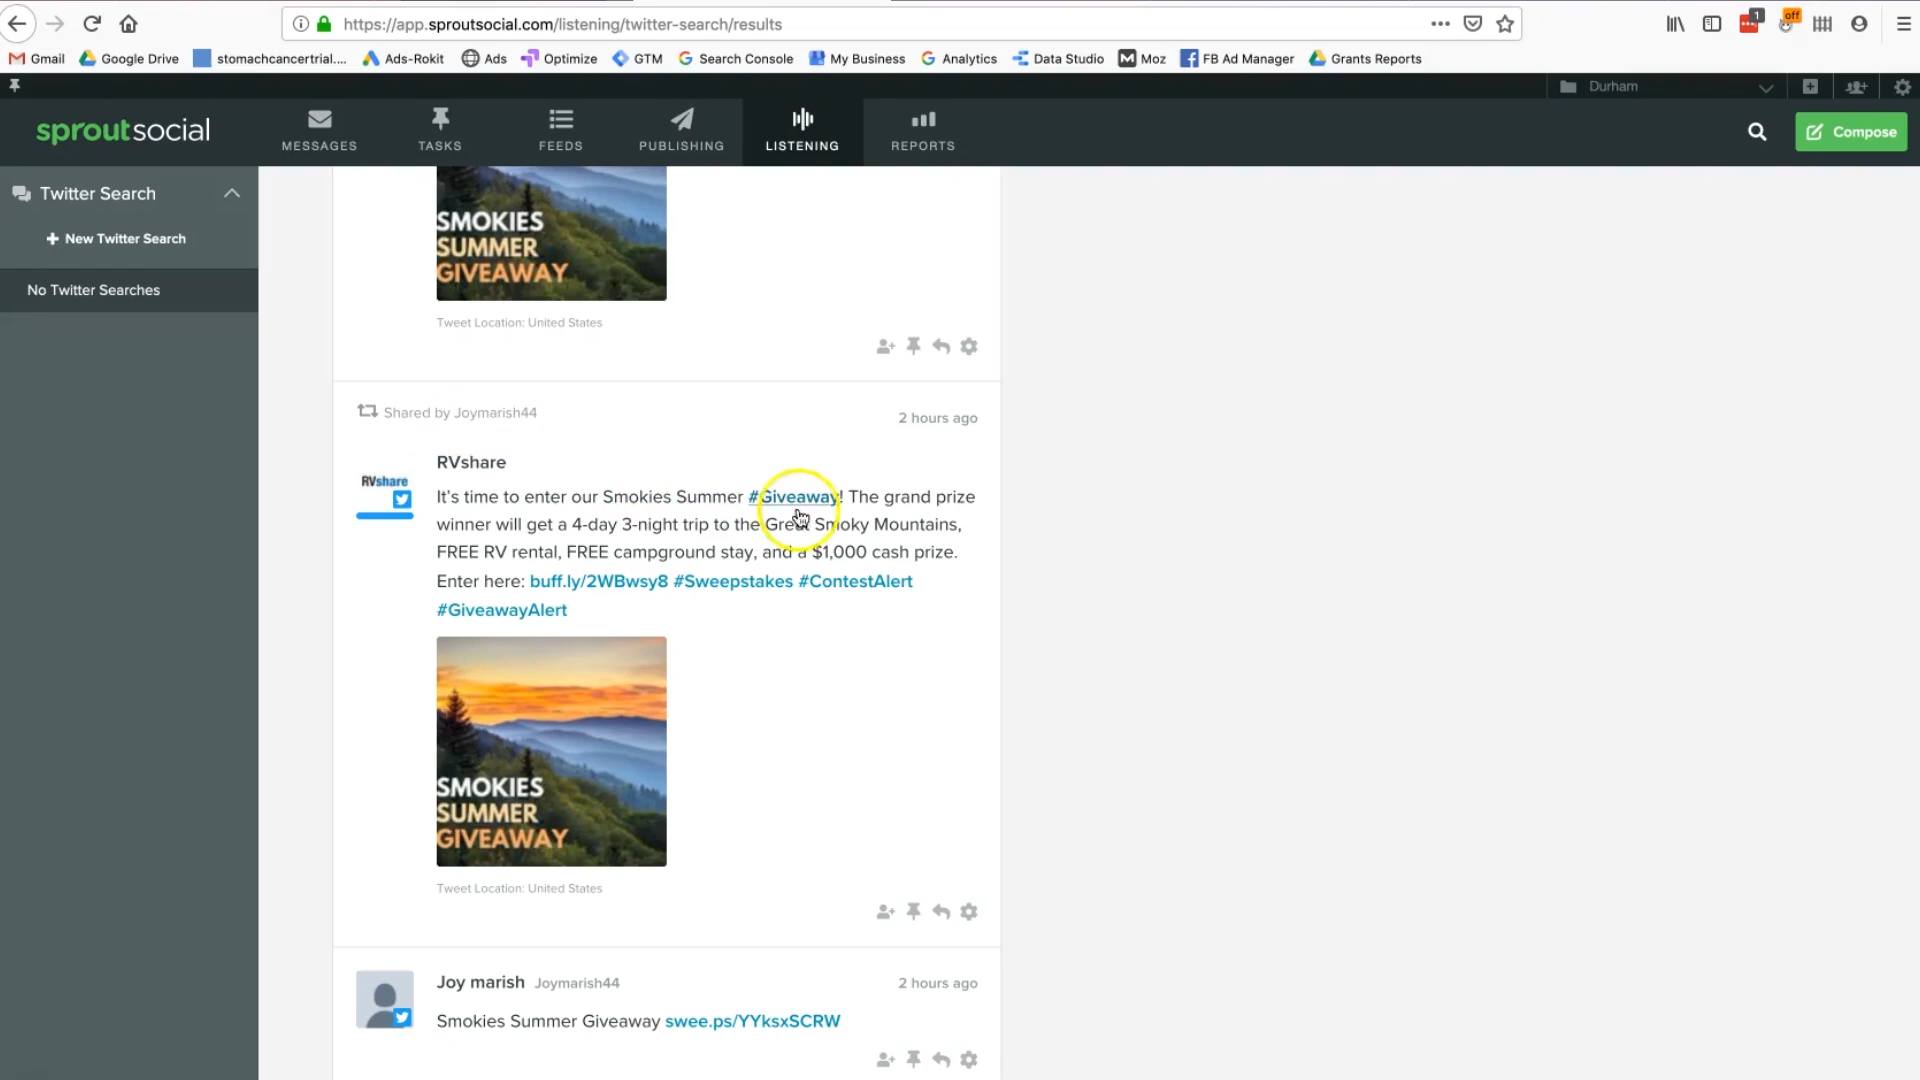 https://app.sproutsocial.com/listening/twitter-search/results
1
off
Gmail
Google Drive
stomachcancertrial....
Ads-Rokit
Ads
Optimize
GTM
Search Console
My Business
Analytics
Data Studio
Moz
FB Ad Manager
Grants Reports
Durham
sproutsocial
MESSAGES
TASKS
FEEDS
PUBLISHING
LISTENING
REPORTS
Compose
Twitter Search
New Twitter Search
No Twitter Searches
SMOKIES
SUMMER
GIVEAWAY
Tweet Location: United States
Shared by Joymarish44
2 hours ago
RVshare
RVshare
It's time to enter our Smokies Summer #Giveaway! The grand prize
winner will get a 4-day 3-night trip to the Great Smoky Mountains,
FREE RV rental, FREE campground stay, and a $1,000 cash prize.
Enter here: buff.ly/2WBwsy8 #Sweepstakes #ContestAlert
#GiveawayAlert
SMOKIES
SUMMER
GIVEAWAY
Tweet Location: United States
Joy marish Joymarish44
2 hours ago
Smokies Summer Giveaway swee.ps/YYksxSCRW